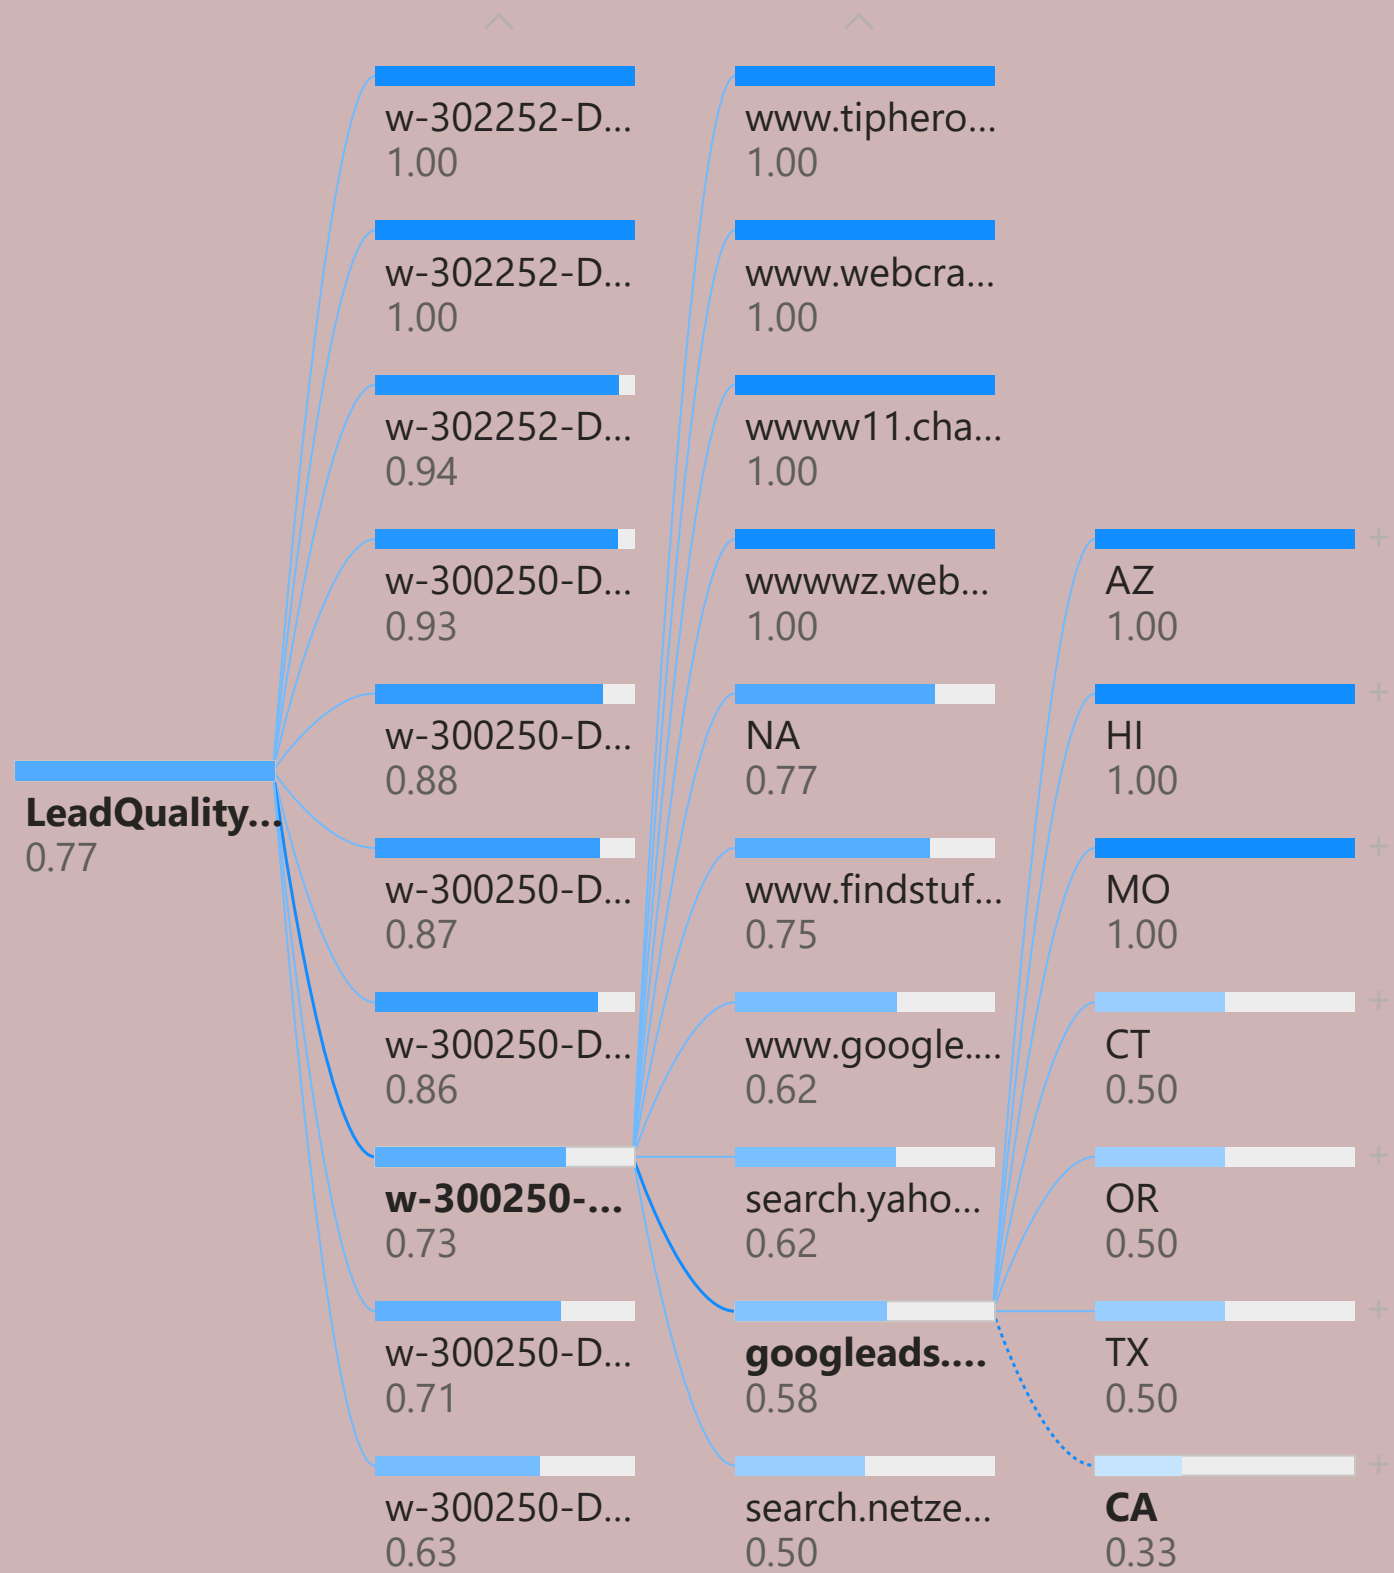 LeadQuality...
0.77
w-302252-D...
1.00
w-302252-D...
1.00
w-302252-D...
0.94
w-300250-D...
0.93
w-300250-D...
0.88
w-300250-D...
0.87
w-300250-D...
0.86
w-300250-...
0.73
w-300250-D...
0.71
w-300250-D...
0.63
www.tiphero...
1.00
www.webcra...
1.00
wwww11.cha...
1.00
wwwwz.web...
1.00
NA
0.77
www.findstuf...
0.75
www.google....
0.62
search.yaho...
0.62
googleads....
0.58
search.netze...
0.50
AZ
1.00
HI
1.00
MO
1.00
CT
0.50
OR
0.50
TX
0.50
CA
0.33